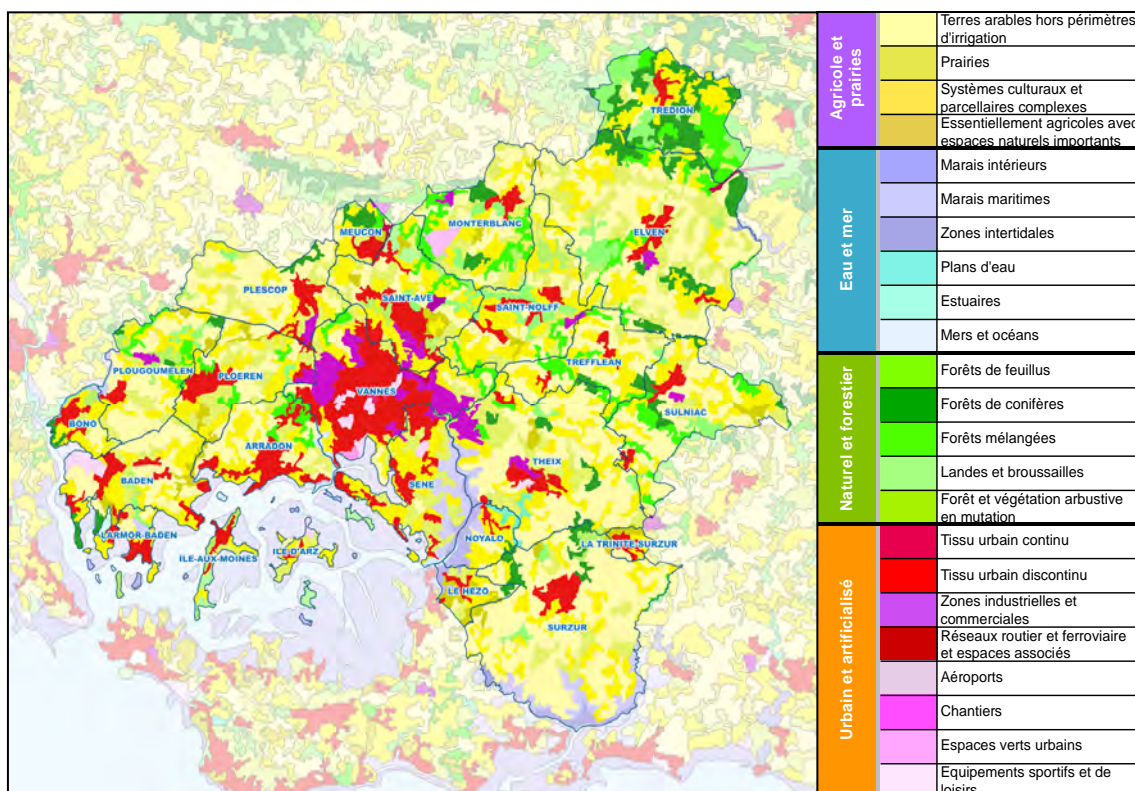 TREDION
MONTERBLANC
MEUCON
ELVEN
PLESCOP
SAINT-AVE
SAINT-NOLFF
PLOUGOUMELEN
PLOEREN
TREFFLEAN
VANNES
SULNIAC
BONO
ARRADON
THEIX
BADEN
SENE
LARMOR-BADEN
NOYALO
ILE-AUX-MOINES
ILE-D'ARZ
LA TRINITE-SURZUR
LE HEZO
SURZUR
Agricole et
prairies
Terres arables hors périmètres
d'irrigation
Prairies
Systèmes culturaux et
parcellaires complexes
Essentiellement agricoles avec
espaces naturels importants
Eau et mer
Marais intérieurs
Marais maritimes
Zones intertidales
Plans d'eau
Estuaires
Mers et océans
Naturel et forestier
Forêts de feuillus
Forêts de conifères
Forêts mélangées
Landes et broussailles
Forêt et végétation arbustive
en mutation
Urbain et artificialisé
Tissu urbain continu
Tissu urbain discontinu
Zones industrielles et
commerciales
Réseaux routier et ferroviaire
et espaces associés
Aéroports
Chantiers
Espaces verts urbains
Equipements sportifs et de
loisirs